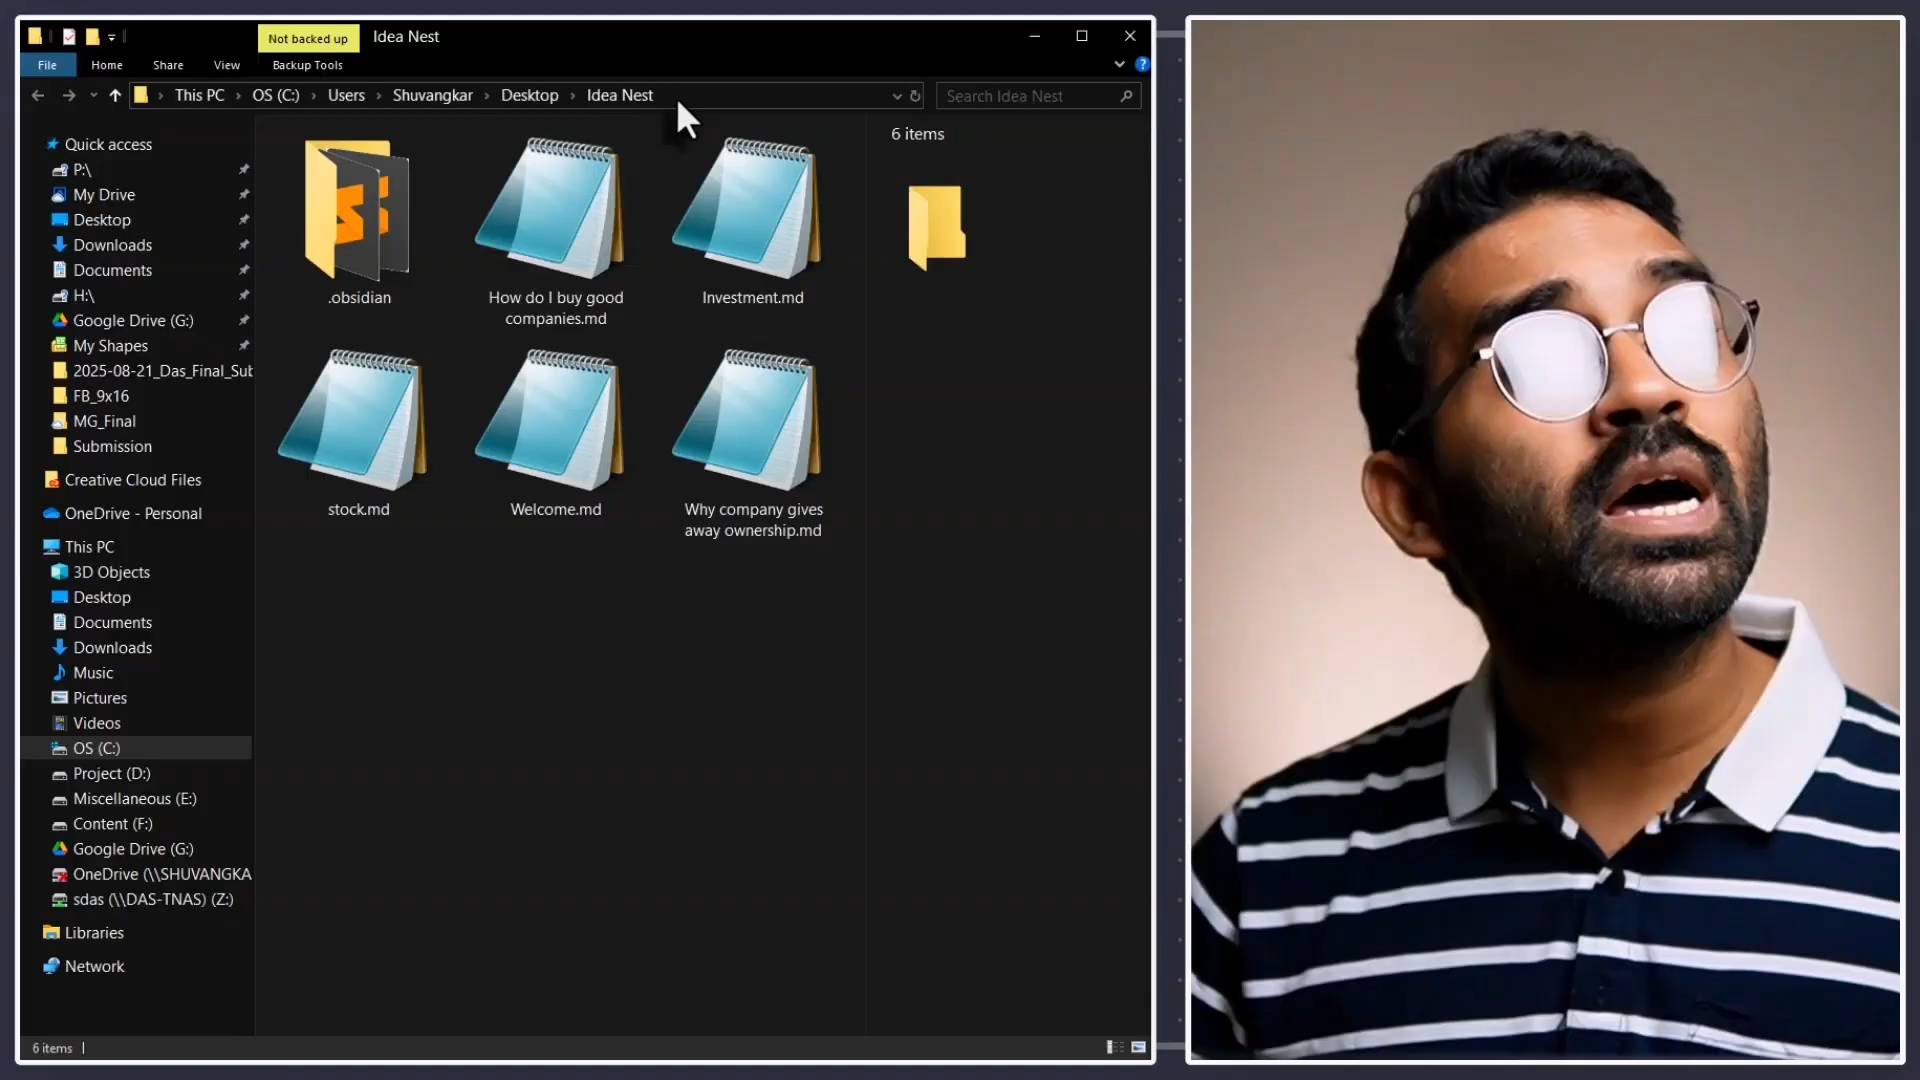 Not backed up
Idea Nest
File
Home
Share
View
Backup Tools
?
This PC
OS (C:)
Users
Shuvangkar
Desktop
Idea Nest
Search Idea Nest
Quick access
P:\
My Drive
Desktop
Downloads
Documents
H:\
Google Drive (G:)
My Shapes
2025-08-21_Das_Final_Sub
FB_9x16
MG_Final
Submission
Creative Cloud Files
OneDrive - Personal
This PC
3D Objects
Desktop
Documents
Downloads
Music
Pictures
Videos
OS (C:)
Project (D:)
Miscellaneous (E:)
Content (F:)
Google Drive (G:)
OneDrive (\\SHUVANGKA
sdas (\\DAS-TNAS) (Z:)
Libraries
Network
.obsidian
How do I buy good
companies.md
Investment.md
stock.md
Welcome.md
Why company gives
away ownership.md
6 items
6 items